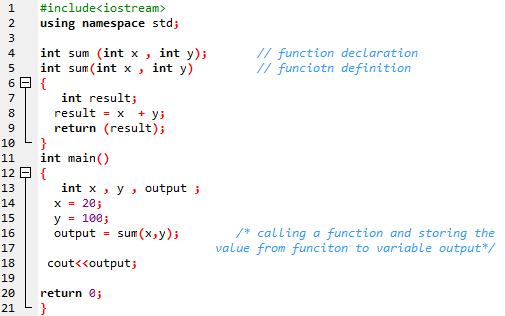 1 #include<iostream>
2 using namespace std;
3
4 int sum (int x , int y); // function declaration
5 int sum(int x , int y) // funciotn definition
6 {
7 int result;
8 result = x + y;
9 return (result);
10 }
11 int main()
12 {
13 int x , y , output ;
14 x = 20;
15 y = 100;
16 output = sum(x,y); /* calling a function and storing the
17 value from funciton to variable output*/
18 cout<<output;
19
20 return 0;
21 }